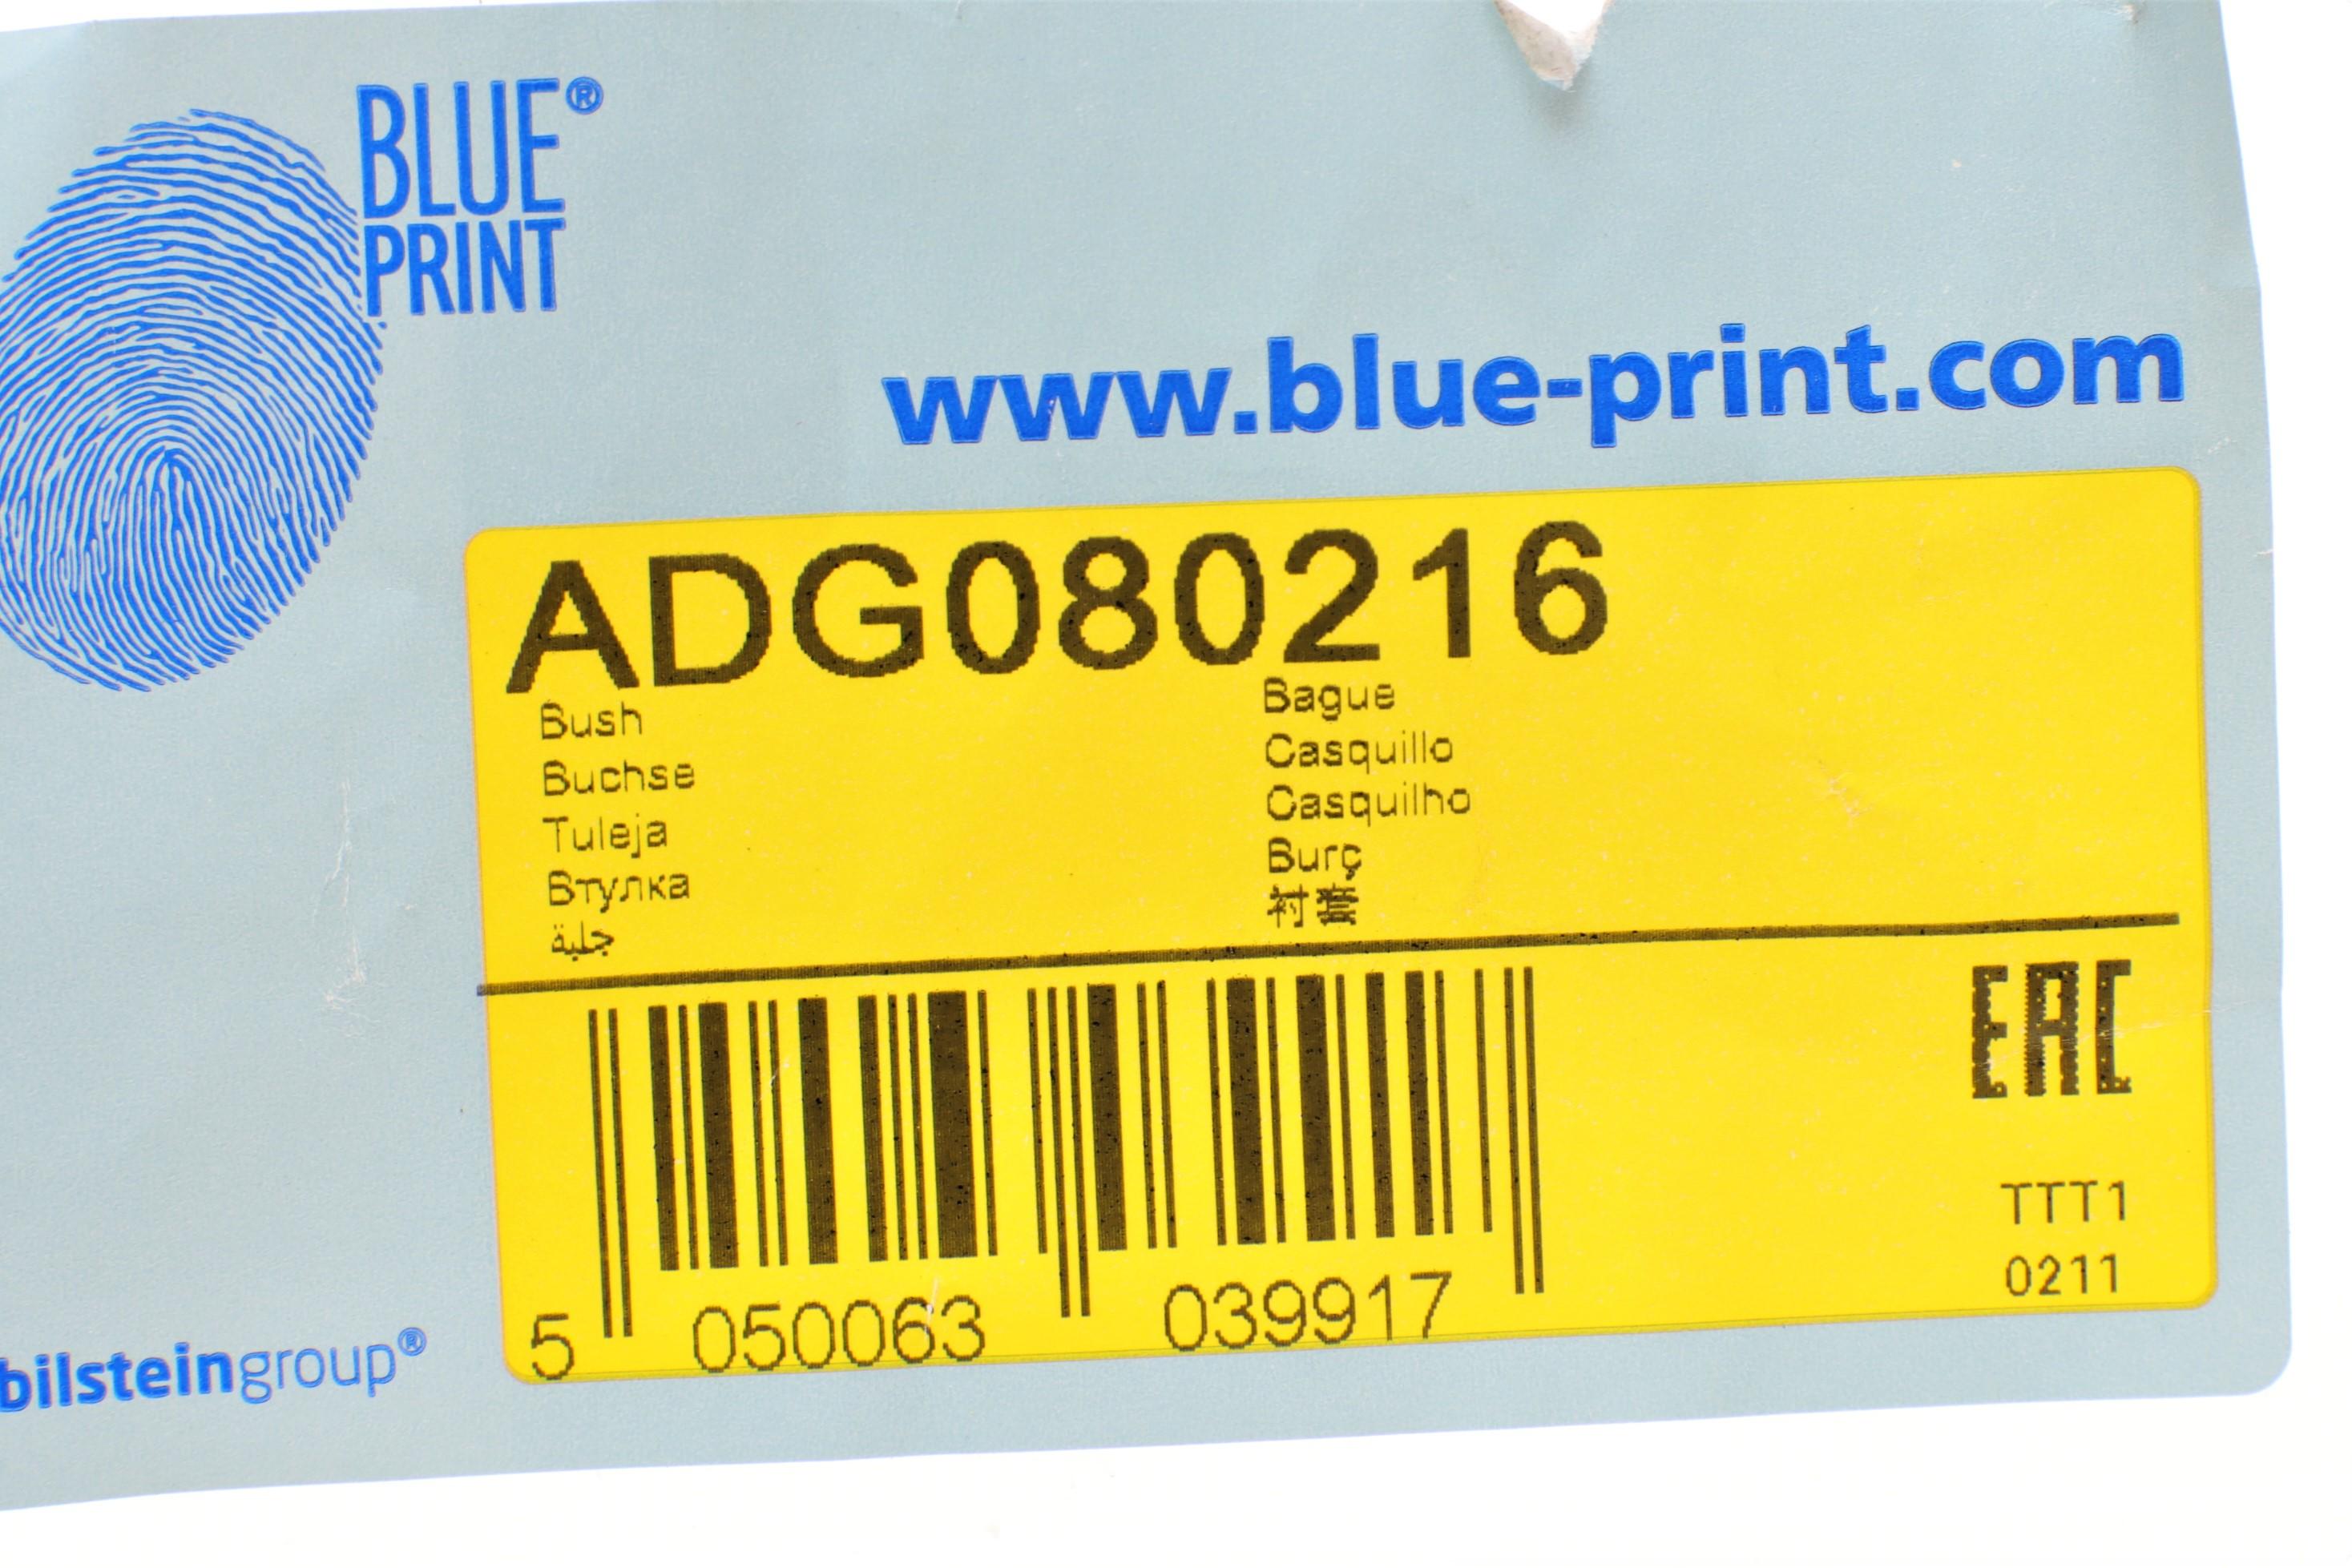 BLUE®
PRINT
www.blue-print.com
ADG080216
Bush
Buchse
Tuleja
Втулка
جلبة
Bague
Casquillo
Casquilho
Burç
衬套
EAC
TTT1
0211
5 050063 039917
bilsteingroup®